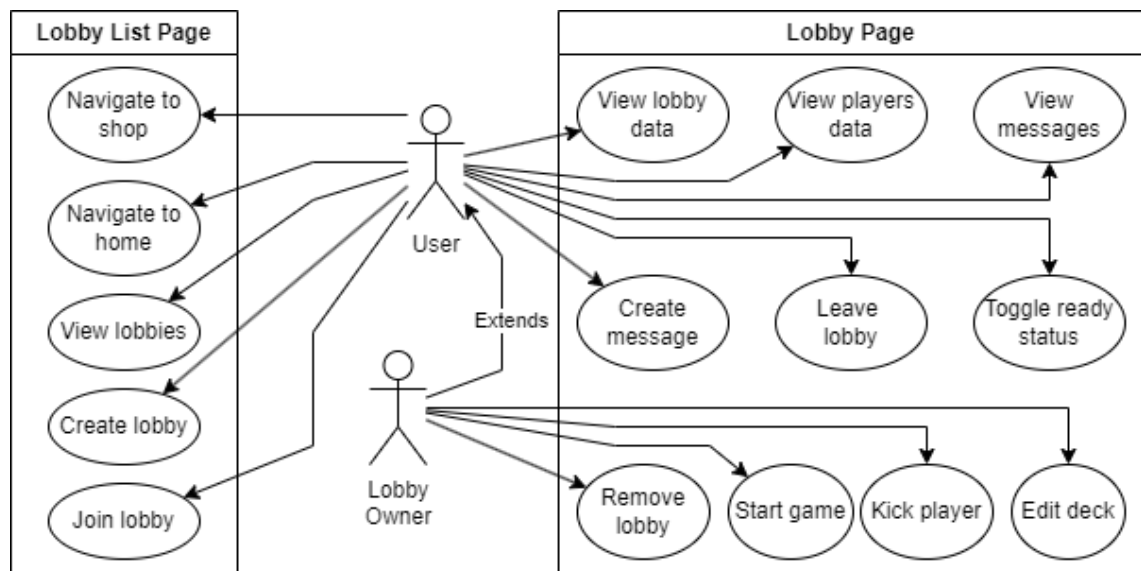 Lobby List Page
Navigate to
shop
Navigate to
home
View lobbies
Create lobby
Join lobby
User
Extends
Lobby
Owner
Lobby Page
View lobby
data
View players
data
View
messages
Create
message
Leave
lobby
Toggle ready
status
Remove
lobby
Start game
Kick player
Edit deck